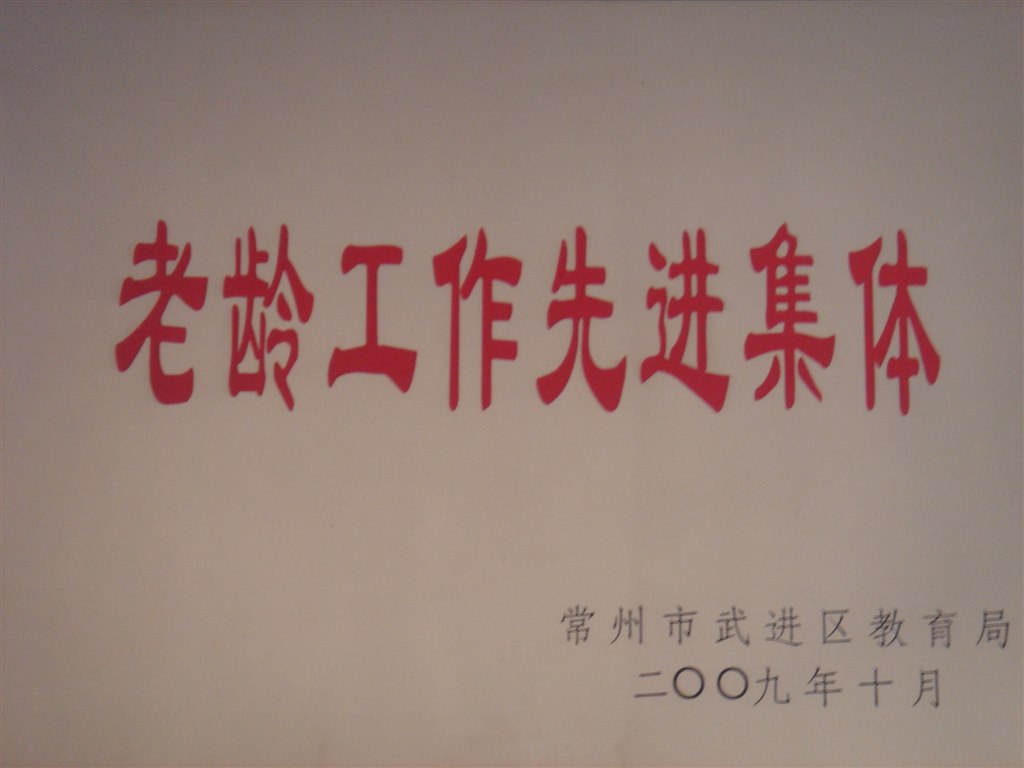 老龄工作先进集体
常州市武进区教育局
二〇〇九年十月